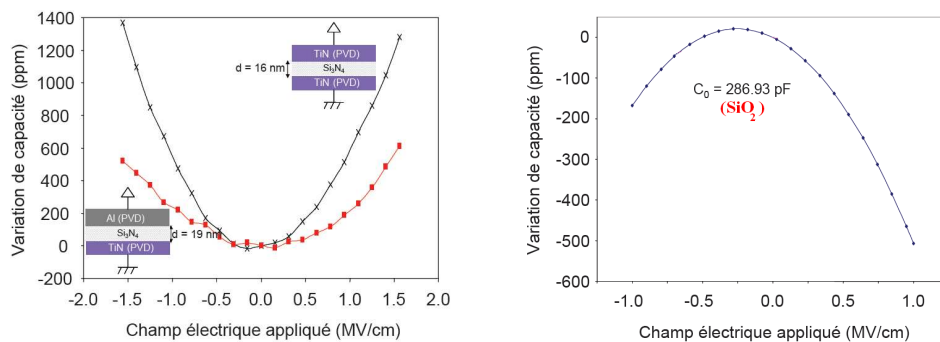 Variation de capacité (ppm)
1400
1200
1000
800
600
400
200
0
-200
-2.0 -1.5 -1.0 -0.5 0.0 0.5 1.0 1.5 2.0
Champ électrique appliqué (MV/cm)
TiN (PVD)
d = 16 nm
Si₃N₄
TiN (PVD)
Al (PVD)
Si₃N₄
d = 19 nm
TiN (PVD)
Variation de capacité (ppm)
0
-100
-200
-300
-400
-500
-600
-1.0 -0.5 0.0 0.5 1.0
Champ électrique appliqué (MV/cm)
C₀ = 286.93 pF
(SiO₂)